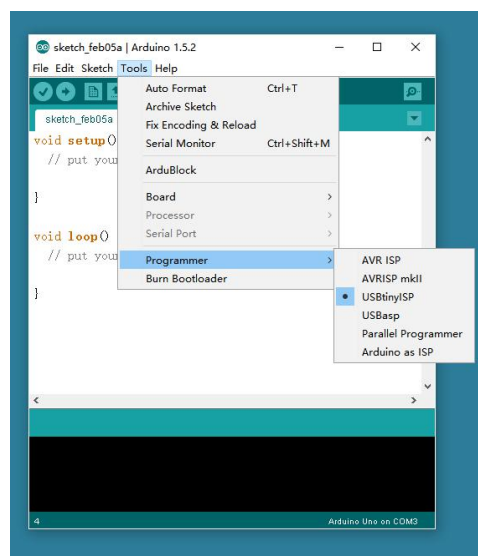 sketch_feb05a | Arduino 1.5.2
File Edit Sketch Tools Help
sketch_feb05a
void setup()
// put your
}
void loop()
// put your
}
Auto Format Ctrl+T
Archive Sketch
Fix Encoding & Reload
Serial Monitor Ctrl+Shift+M
ArduBlock
Board
Processor
Serial Port
Programmer
Burn Bootloader
AVR ISP
AVRISP mkII
USBtinyISP
USBasp
Parallel Programmer
Arduino as ISP
4 Arduino Uno on COM3